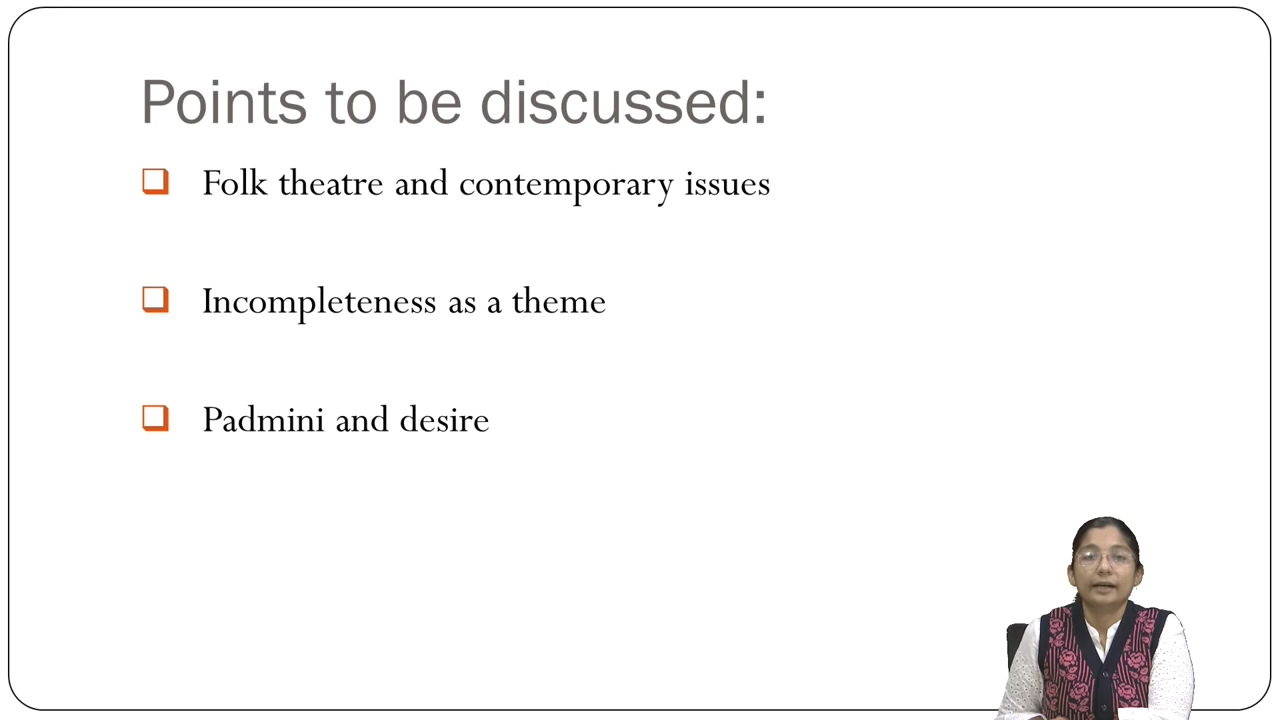 Points to be discussed:
Folk theatre and contemporary issues
Incompleteness as a theme
Padmini and desire